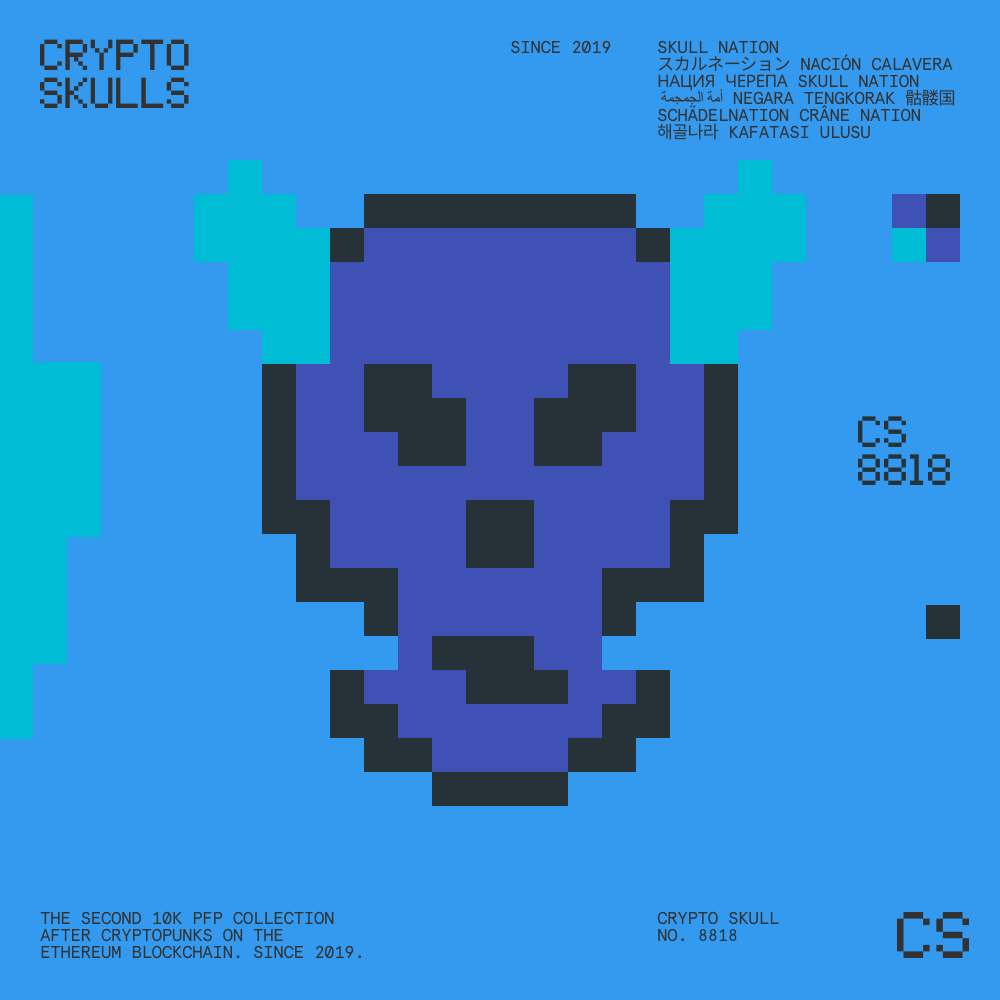 CRYPTO
SKULLS
SINCE 2019
SKULL NATION
スカルネーション NACIÓN CALAVERA
НАЦИЯ ЧЕРЕПА SKULL NATION
أمة الجمجمة NEGARA TENGKORAK 骷髅国
SCHÄDELNATION CRÂNE NATION
해골나라 KAFATASI ULUSU
CS
8818
THE SECOND 10K PFP COLLECTION
AFTER CRYPTOPUNKS ON THE
ETHEREUM BLOCKCHAIN. SINCE 2019.
CRYPTO SKULL
NO. 8818
CS